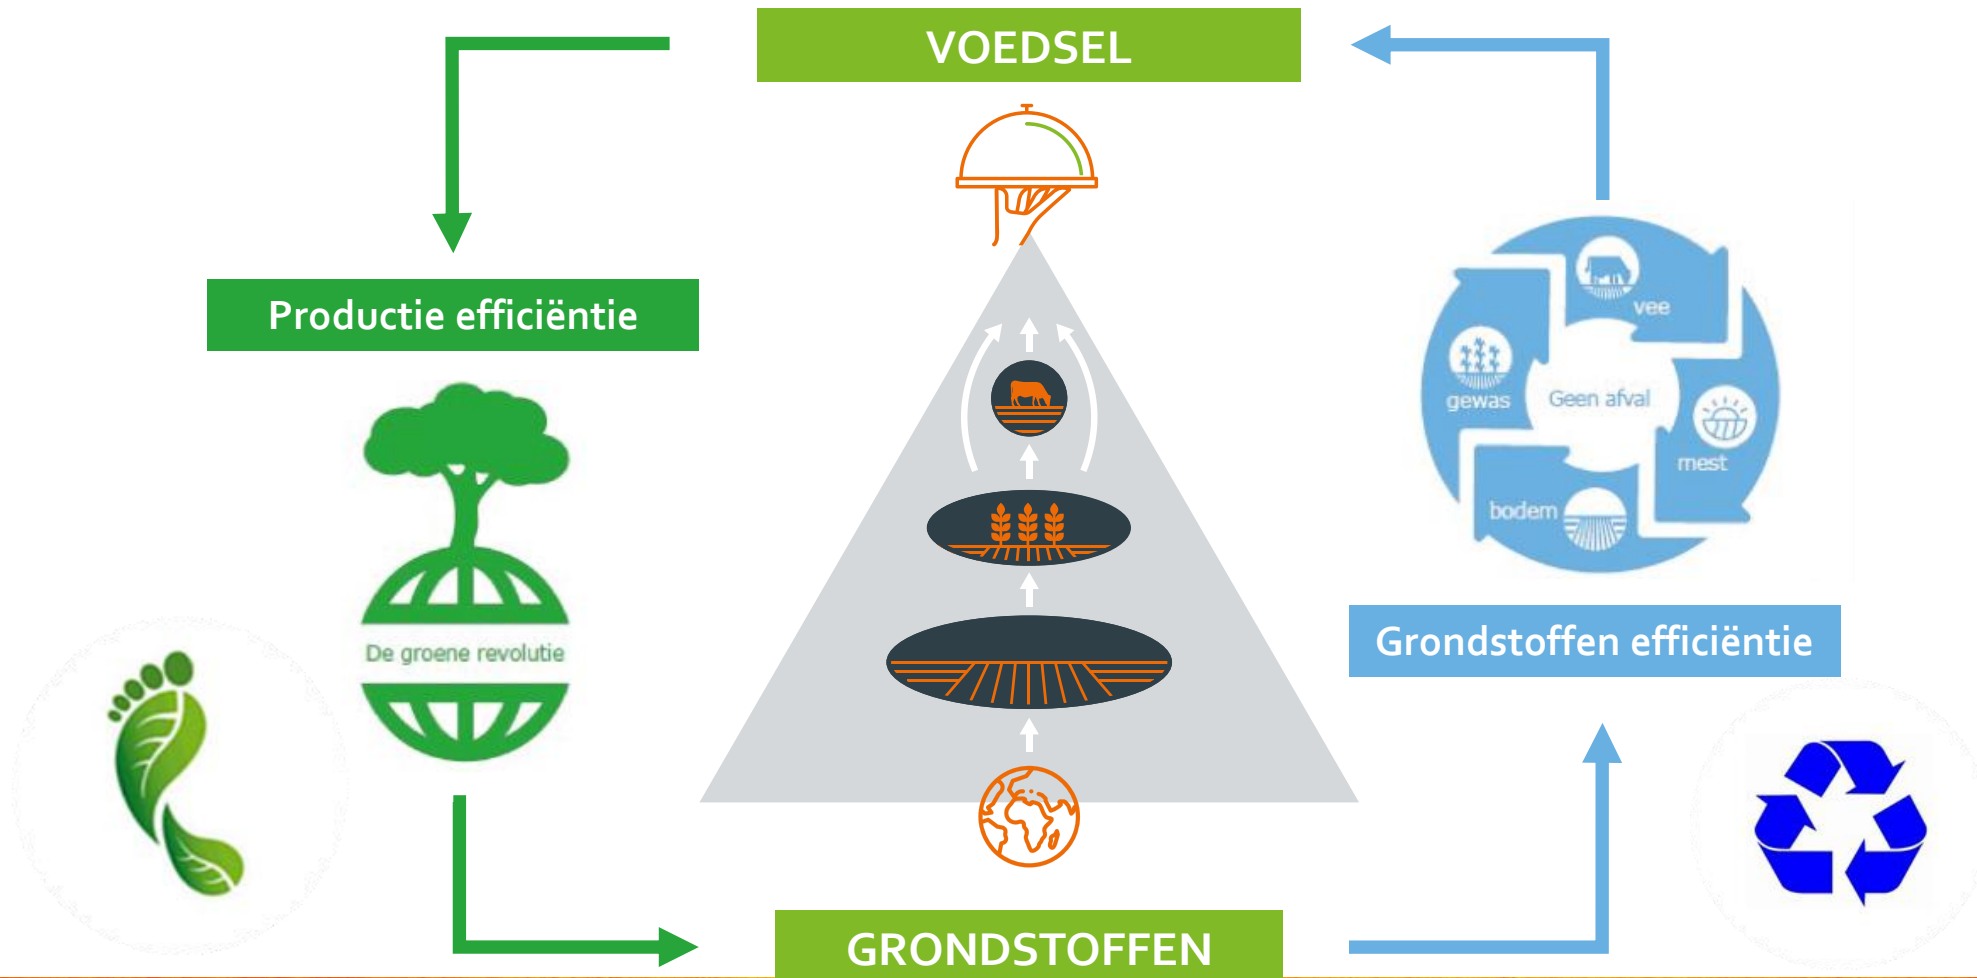 VOEDSEL
Productie efficiëntie
De groene revolutie
vee
gewas
Geen afval
mest
bodem
Grondstoffen efficiëntie
GRONDSTOFFEN